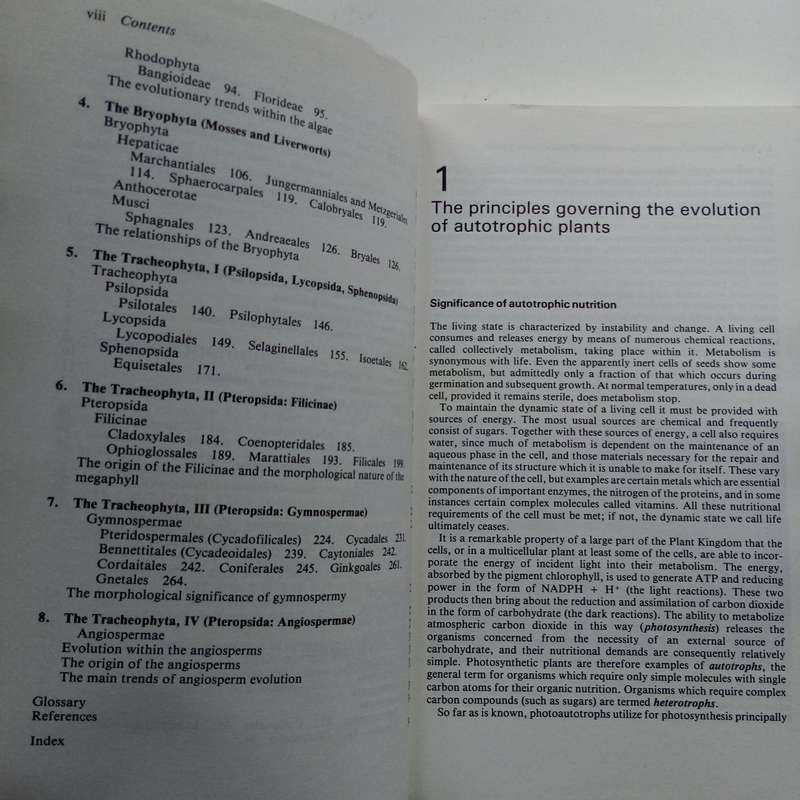 viii Contents
Rhodophyta
Bangioideae 94. Florideae 95.
The evolutionary trends within the algae
4. The Bryophyta (Mosses and Liverworts)
Bryophyta
Hepaticae
Marchantiales 106. Jungermanniales and Metzgeriales
114. Sphaerocarpales 119. Calobryales 119.
Anthocerotae
Musci
Sphagnales 123. Andreaeales 126. Bryales 126.
The relationships of the Bryophyta
5. The Tracheophyta, I (Psilopsida, Lycopsida, Sphenopsida)
Tracheophyta
Psilopsida
Psilotales 140. Psilophytales 146.
Lycopsida
Lycopodiales 149. Selaginellales 155. Isoetales 162.
Sphenopsida
Equisetales 171.
6. The Tracheophyta, II (Pteropsida: Filicinae)
Pteropsida
Filicinae
Cladoxylales 184. Coenopteridales 185.
Ophioglossales 189. Marattiales 193. Filicales 199.
The origin of the Filicinae and the morphological nature of the
megaphyll
7. The Tracheophyta, III (Pteropsida: Gymnospermae)
Gymnospermae
Pteridospermales (Cycadofilicales) 224. Cycadales 231.
Bennettitales (Cycadeoidales) 239. Caytoniales 242.
Cordaitales 242. Coniferales 245. Ginkgoales 261.
Gnetales 264.
The morphological significance of gymnospermy
8. The Tracheophyta, IV (Pteropsida: Angiospermae)
Angiospermae
Evolution within the angiosperms
The origin of the angiosperms
The main trends of angiosperm evolution
Glossary
References
Index
1
The principles governing the evolution
of autotrophic plants
Significance of autotrophic nutrition
The living state is characterized by instability and change. A living cell
consumes and releases energy by means of numerous chemical reactions,
called collectively metabolism, taking place within it. Metabolism is
synonymous with life. Even the apparently inert cells of seeds show some
metabolism, but admittedly only a fraction of that which occurs during
germination and subsequent growth. At normal temperatures, only in a dead
cell, provided it remains sterile, does metabolism stop.
To maintain the dynamic state of a living cell it must be provided with
sources of energy. The most usual sources are chemical and frequently
consist of sugars. Together with these sources of energy, a cell also requires
water, since much of metabolism is dependent on the maintenance of an
aqueous phase in the cell, and those materials necessary for the repair and
maintenance of its structure which it is unable to make for itself. These vary
with the nature of the cell, but examples are certain metals which are essential
components of important enzymes, the nitrogen of the proteins, and in some
instances certain complex molecules called vitamins. All these nutritional
requirements of the cell must be met; if not, the dynamic state we call life
ultimately ceases.
It is a remarkable property of a large part of the Plant Kingdom that the
cells, or in a multicellular plant at least some of the cells, are able to incor-
porate the energy of incident light into their metabolism. The energy,
absorbed by the pigment chlorophyll, is used to generate ATP and reducing
power in the form of NADPH + H⁺ (the light reactions). These two
products then bring about the reduction and assimilation of carbon dioxide
in the form of carbohydrate (the dark reactions). The ability to metabolize
atmospheric carbon dioxide in this way (photosynthesis) releases the
organisms concerned from the necessity of an external source of
carbohydrate, and their nutritional demands are consequently relatively
simple. Photosynthetic plants are therefore examples of autotrophs, the
general term for organisms which require only simple molecules with single
carbon atoms for their organic nutrition. Organisms which require complex
carbon compounds (such as sugars) are termed heterotrophs.
So far as is known, photoautotrophs utilize for photosynthesis principally